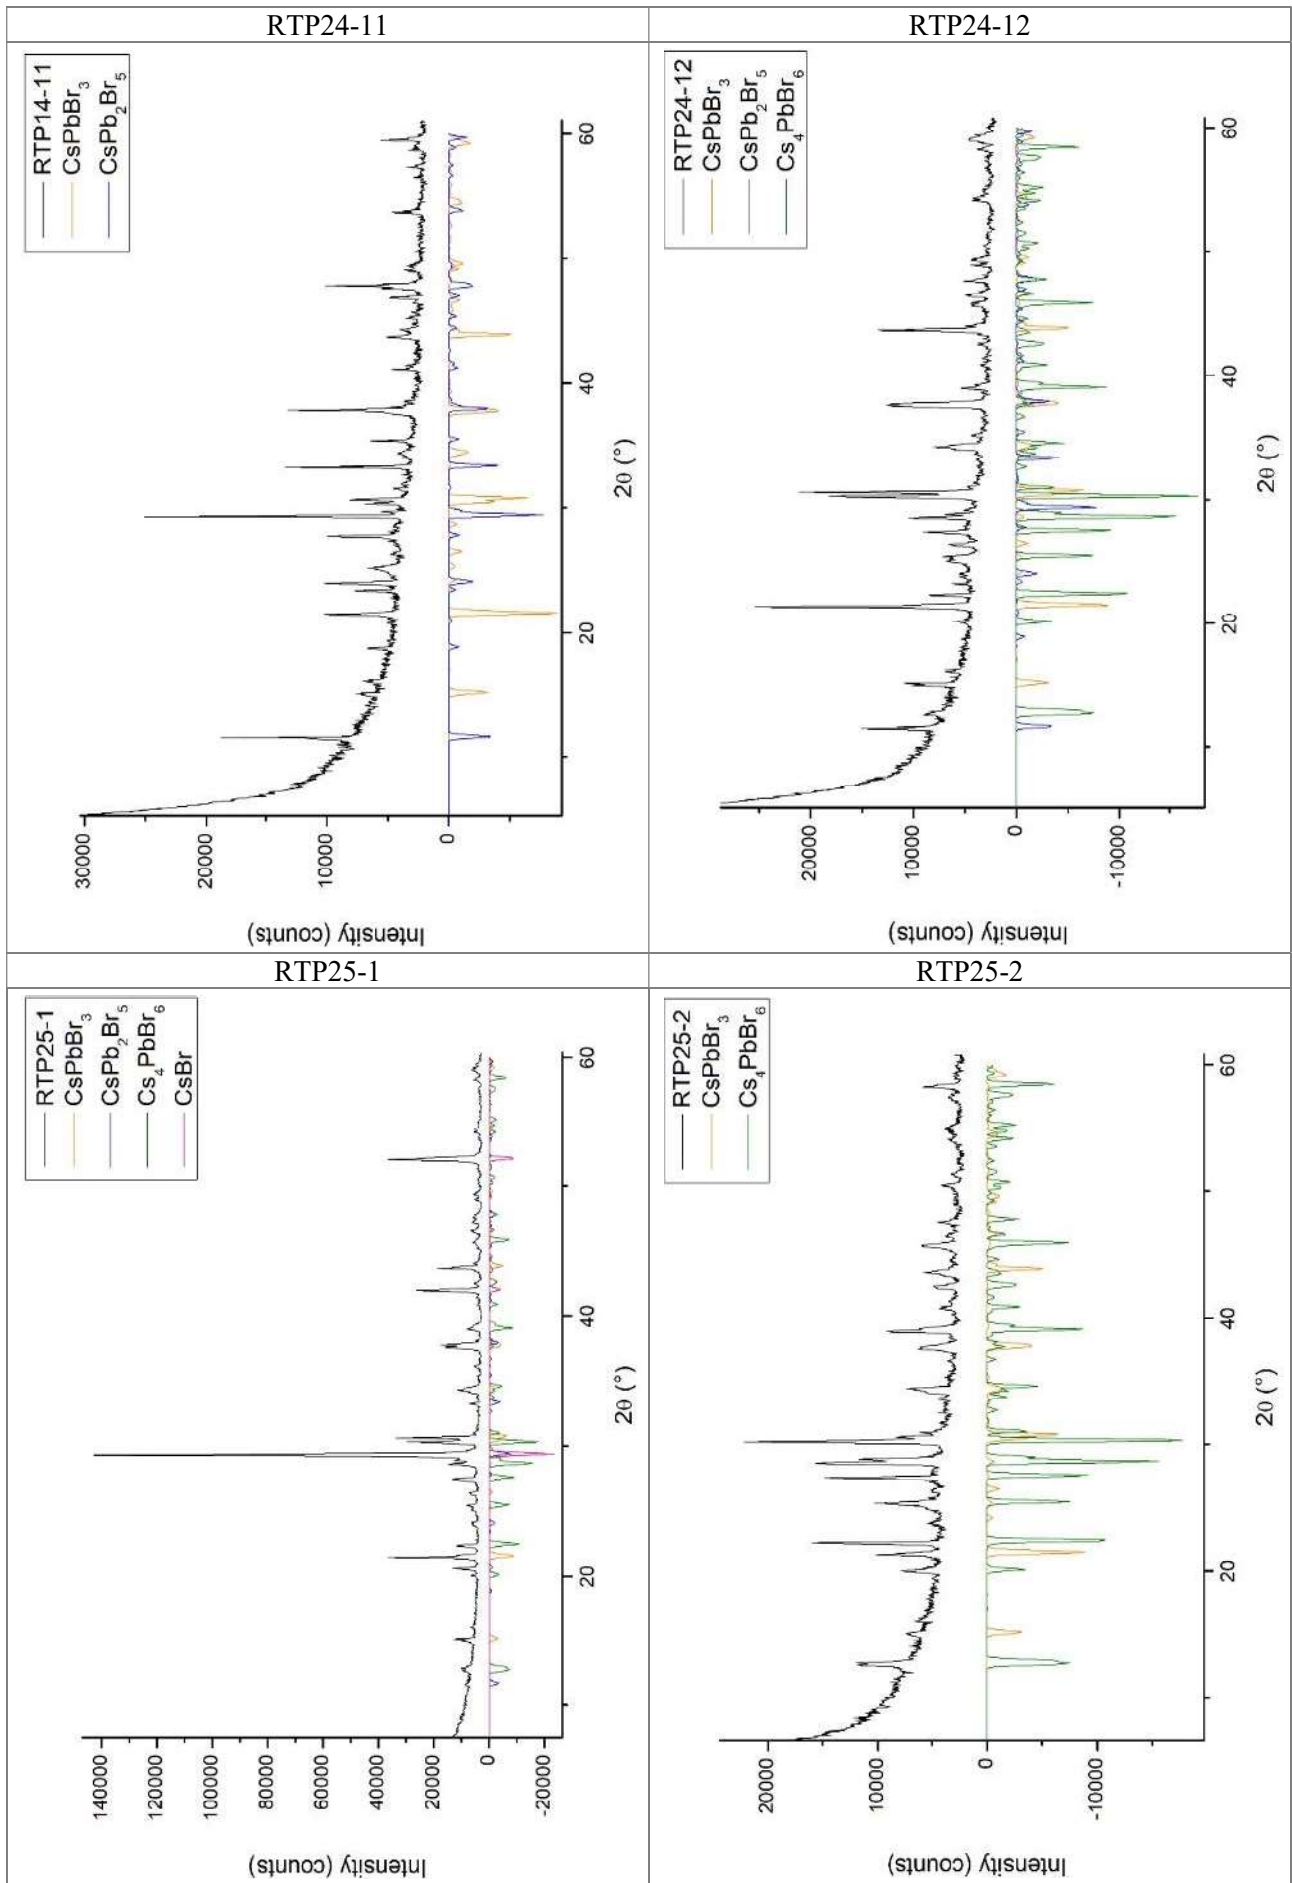 RTP24-11
RTP14-11
CsPbBr3
CsPb2Br5
30000
20000
10000
0
Intensity (counts)
20
40
60
2θ (°)
RTP24-12
RTP24-12
CsPbBr3
CsPb2Br5
Cs4PbBr6
20000
10000
0
-10000
Intensity (counts)
20
40
60
2θ (°)
RTP25-1
RTP25-1
CsPbBr3
CsPb2Br5
Cs4PbBr6
CsBr
140000
120000
100000
80000
60000
40000
20000
0
-20000
Intensity (counts)
20
40
60
2θ (°)
RTP25-2
RTP25-2
CsPbBr3
Cs4PbBr6
20000
10000
0
-10000
Intensity (counts)
20
40
60
2θ (°)